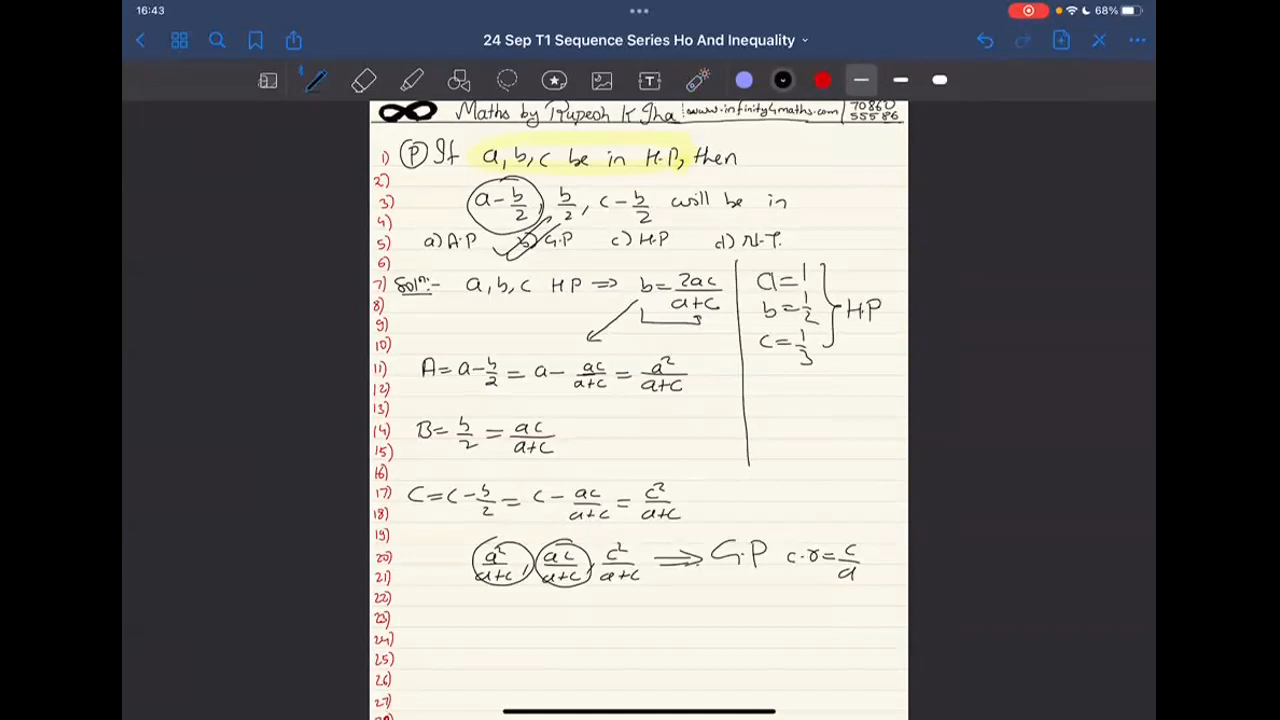 16:43
68%
24 Sep T1 Sequence Series Ho And Inequality
Maths by Rupesh K Jha | www.infinity4maths.com / 70860 55586
1) (P) If a, b, c be in H.P, then
2)
3) a - b/2, b/2, c - b/2 will be in
4)
5) a) A.P b) G.P c) H.P d) N.T.
6)
7) Solⁿ:- a, b, c HP ⇒ b = 2ac/(a+c)
8)
9)
10)
11) A = a - b/2 = a - ac/(a+c) = a²/(a+c)
12)
13)
14) B = b/2 = ac/(a+c)
15)
16)
17) C = c - b/2 = c - ac/(a+c) = c²/(a+c)
18)
19)
20) a²/(a+c), ac/(a+c), c²/(a+c) ⇒ G.P c.r = c/a
21)
22)
23)
24)
25)
26)
27)
a = 1
b = 1/2
c = 1/3
H.P